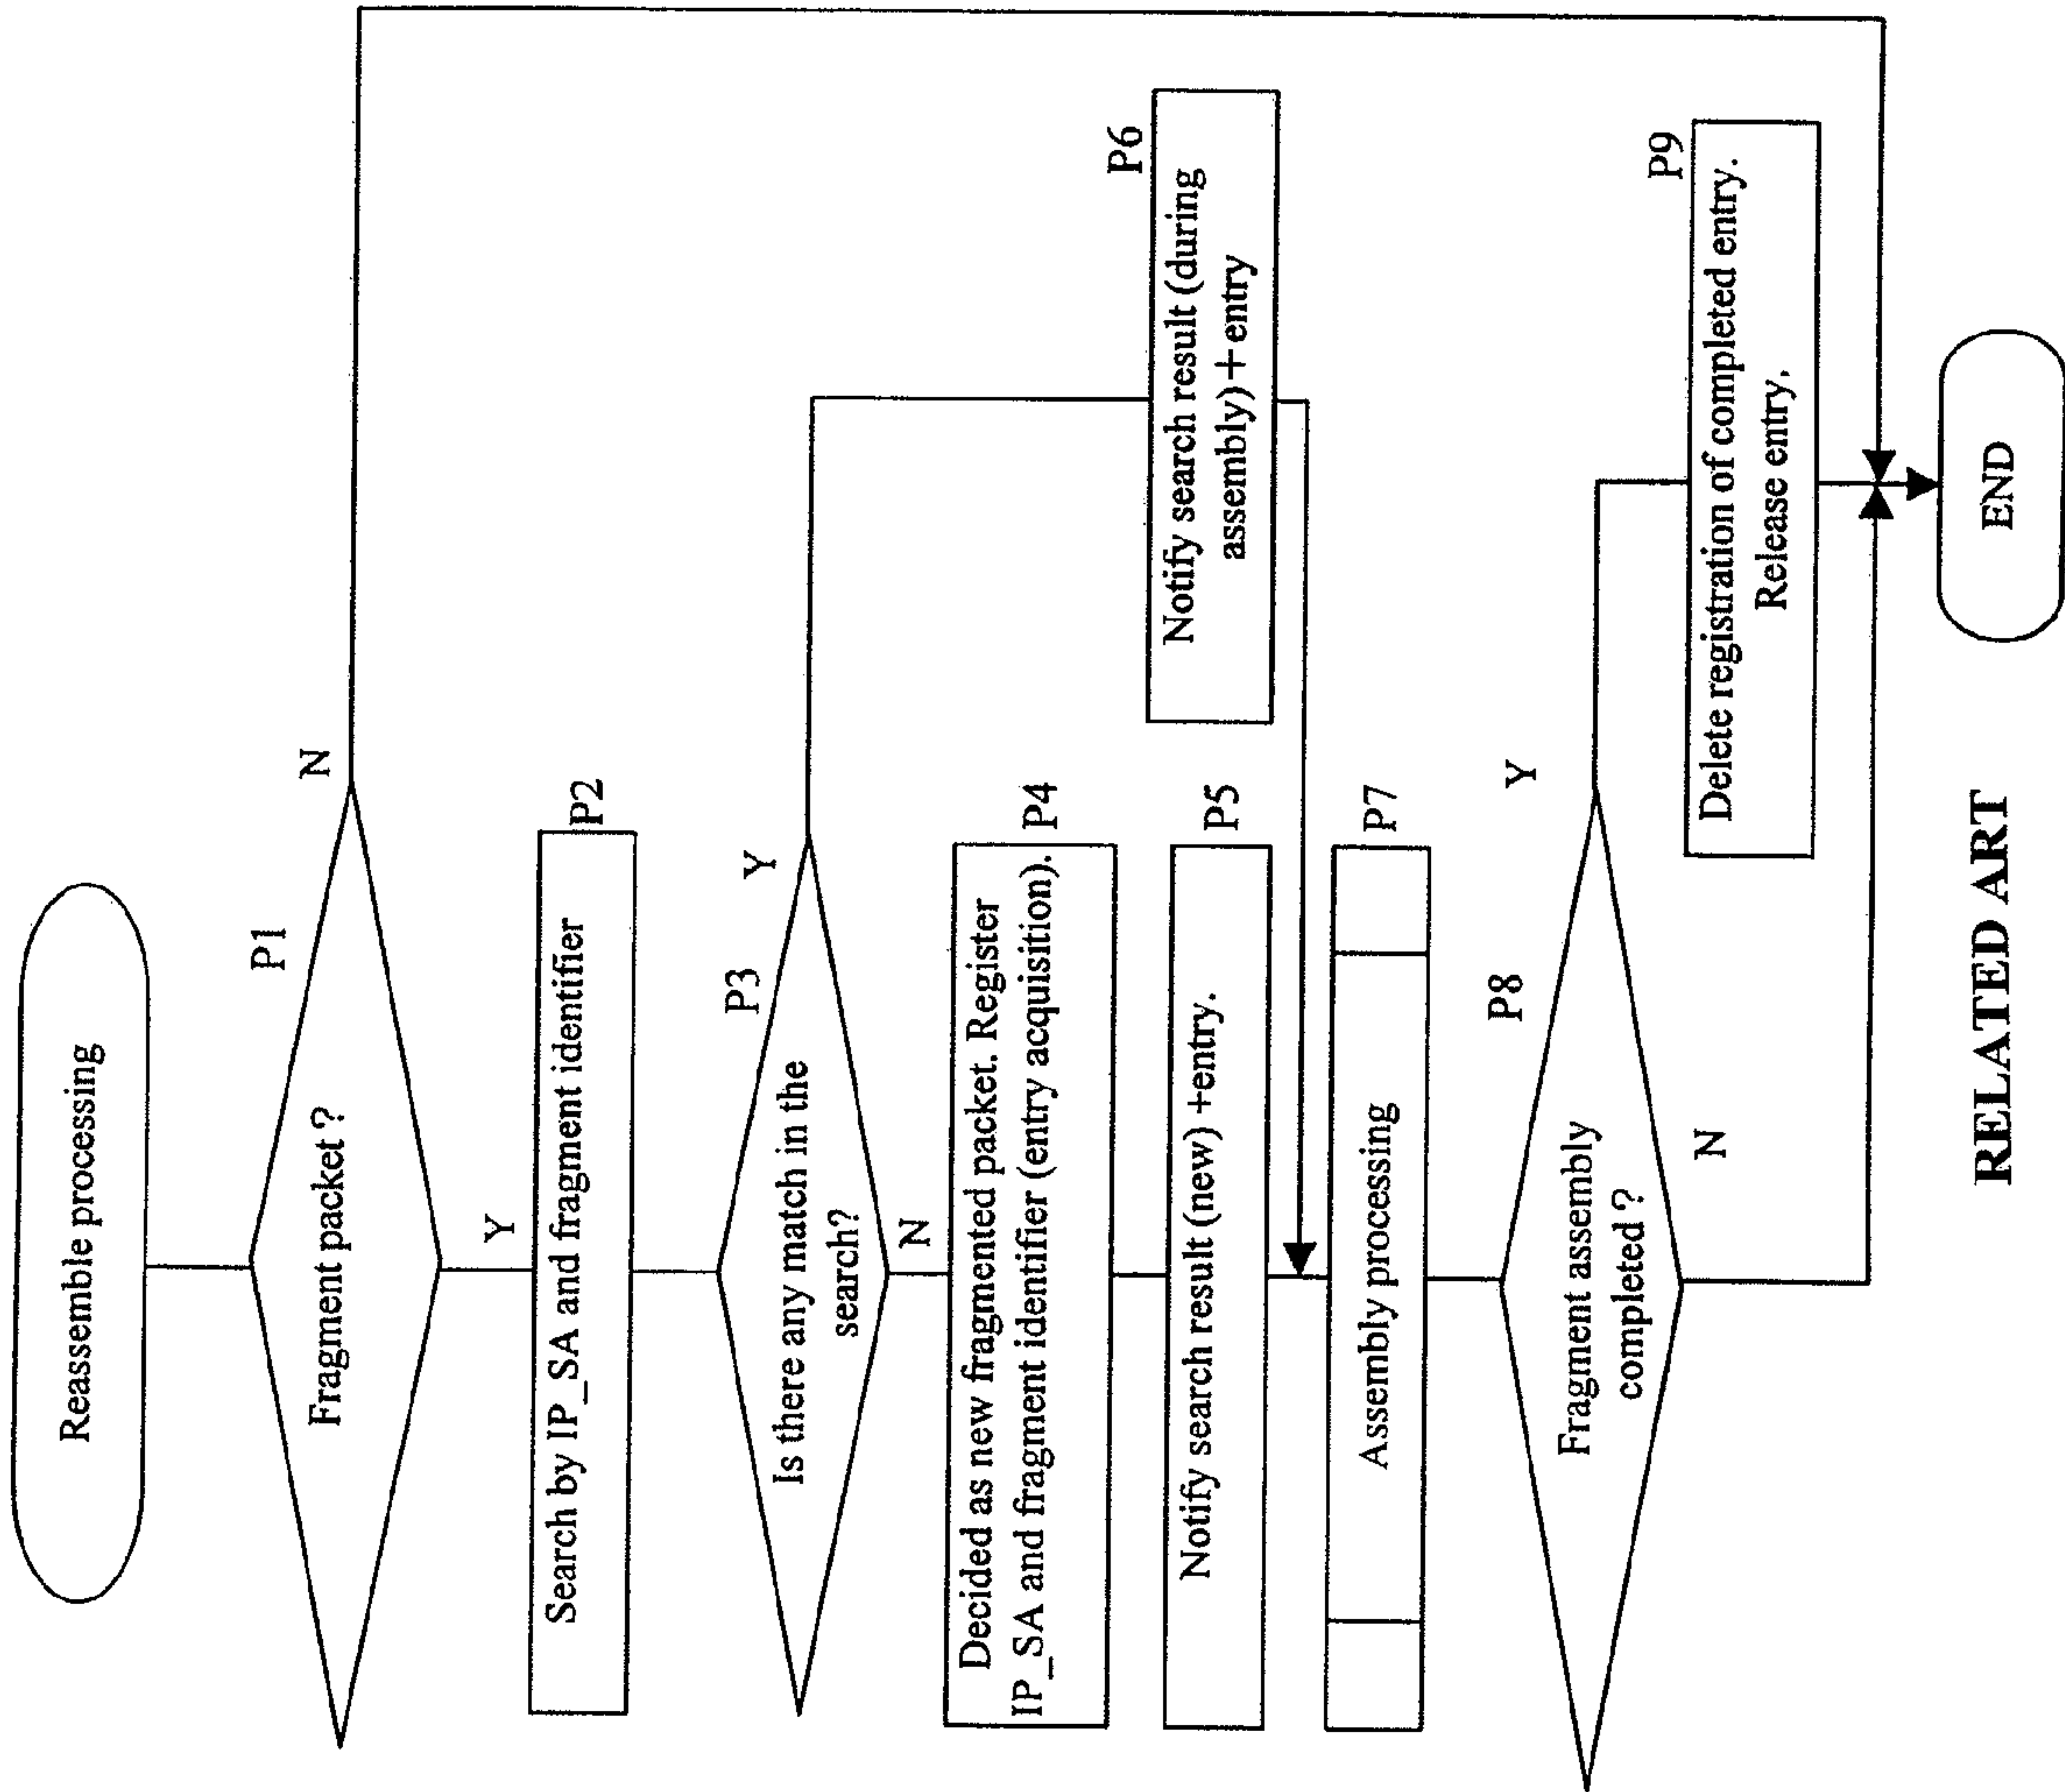 Reassemble processing
P1
Fragment packet?
N
Y
P2
Search by IP_SA and fragment identifier
P3
Is there any match in the
search?
Y
N
P4
Decided as new fragmented packet. Register
IP_SA and fragment identifier (entry acquisition).
P5
Notify search result (new) +entry.
P6
Notify search result (during
assembly)+entry
P7
Assembly processing
P8
Fragment assembly
completed?
Y
N
P9
Delete registration of completed entry.
Release entry.
END
RELATED ART